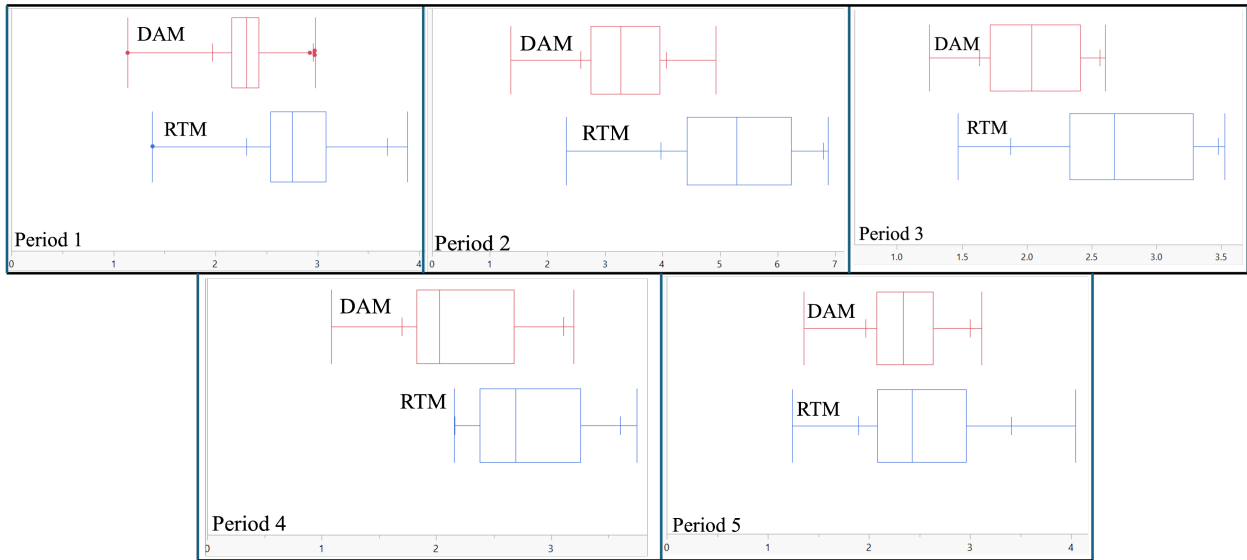 DAM
RTM
Period 1
0 1 2 3 4
DAM
RTM
Period 2
0 1 2 3 4 5 6 7
DAM
RTM
Period 3
1.0 1.5 2.0 2.5 3.0 3.5
DAM
RTM
Period 4
0 1 2 3
DAM
RTM
Period 5
0 1 2 3 4